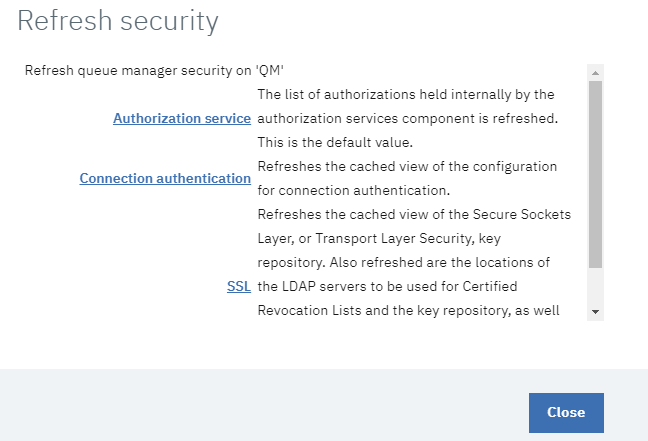 Refresh security
Refresh queue manager security on 'QM'
The list of authorizations held internally by the
Authorization service authorization services component is refreshed.
This is the default value.
Refreshes the cached view of the configuration
Connection authentication
for connection authentication.
Refreshes the cached view of the Secure Sockets
Layer, or Transport Layer Security, key
repository. Also refreshed are the locations of
SSL the LDAP servers to be used for Certified
Revocation Lists and the key repository, as well
Close